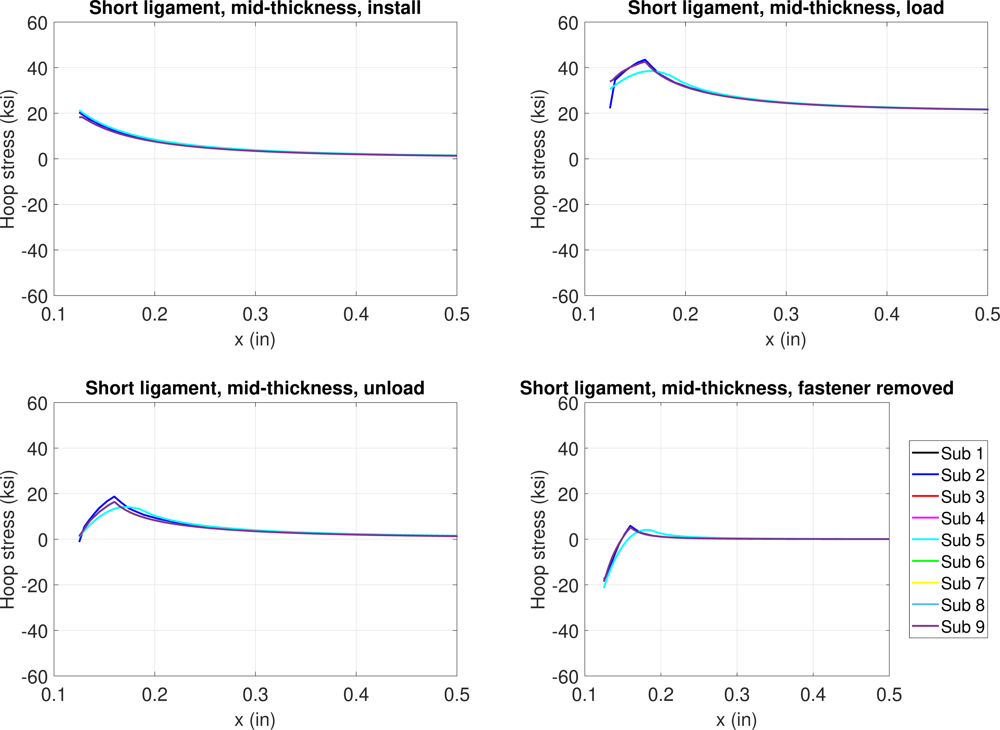 Short ligament, mid-thickness, install
60
40
20
0
-20
-40
-60
0.1
0.2
0.3
0.4
0.5
x (in)
Hoop stress (ksi)
Short ligament, mid-thickness, load
60
40
20
0
-20
-40
-60
0.1
0.2
0.3
0.4
0.5
x (in)
Hoop stress (ksi)
Short ligament, mid-thickness, unload
60
40
20
0
-20
-40
-60
0.1
0.2
0.3
0.4
0.5
x (in)
Hoop stress (ksi)
Short ligament, mid-thickness, fastener removed
60
40
20
0
-20
-40
-60
0.1
0.2
0.3
0.4
0.5
x (in)
Hoop stress (ksi)
Sub 1
Sub 2
Sub 3
Sub 4
Sub 5
Sub 6
Sub 7
Sub 8
Sub 9